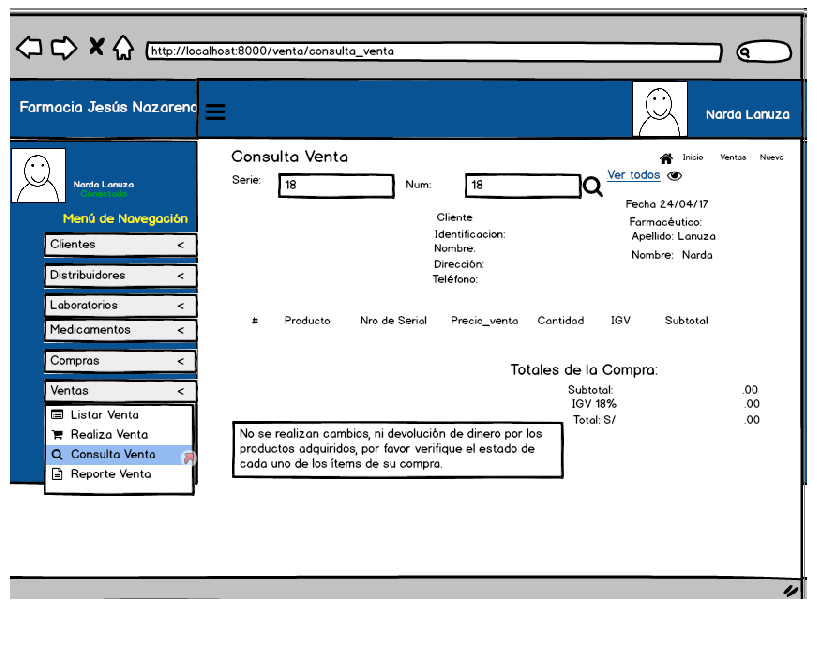 http://localhost:8000/venta/consulta_venta
Farmacia Jesús Nazareno
Narda Lanuza
Narda Lanuza
Conectado
Menú de Navegación
Clientes <
Distribuidores <
Laboratorios <
Medicamentos <
Compras <
Ventas <
Listar Venta
Realiza Venta
Consulta Venta
Reporte Venta
Consulta Venta
Inicio Ventas Nuevo
Serie: 18 Num: 18 Ver todos
Fecha 24/04/17
Farmacéutico:
Apellido: Lanuza
Nombre: Narda
Cliente
Identificacion:
Nombre:
Dirección:
Teléfono:
# Producto Nro de Serial Precio_venta Cantidad IGV Subtotal
Totales de la Compra:
Subtotal: .00
IGV 18% .00
Total: S/ .00
No se realizan cambios, ni devolución de dinero por los
productos adquiridos, por favor verifique el estado de
cada uno de los ítems de su compra.